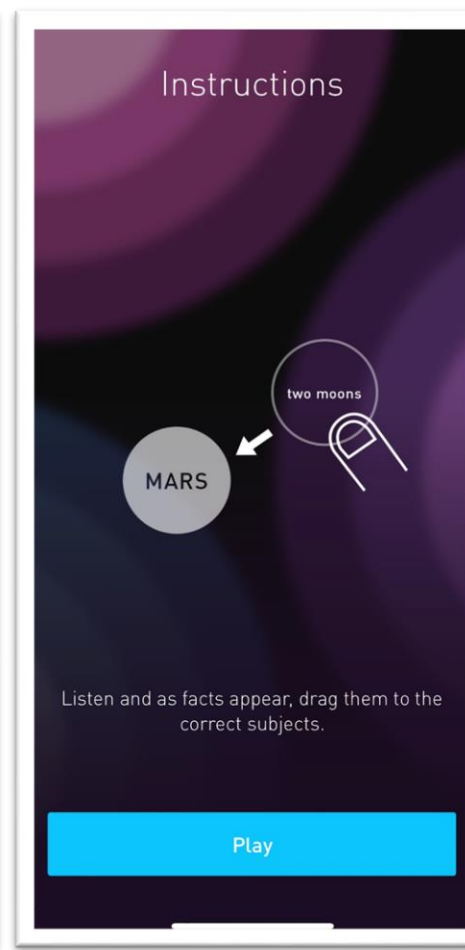 Instructions
two moons
MARS
Listen and as facts appear, drag them to the
correct subjects.
Play